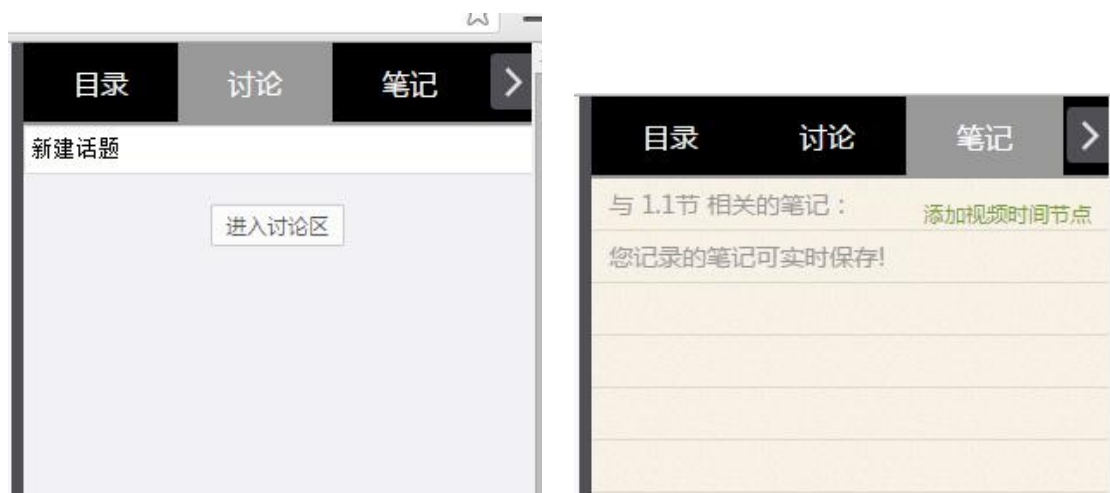 目录 讨论 笔记
新建话题
进入讨论区
目录 讨论 笔记
与 1.1节 相关的笔记： 添加视频时间节点
您记录的笔记可实时保存!